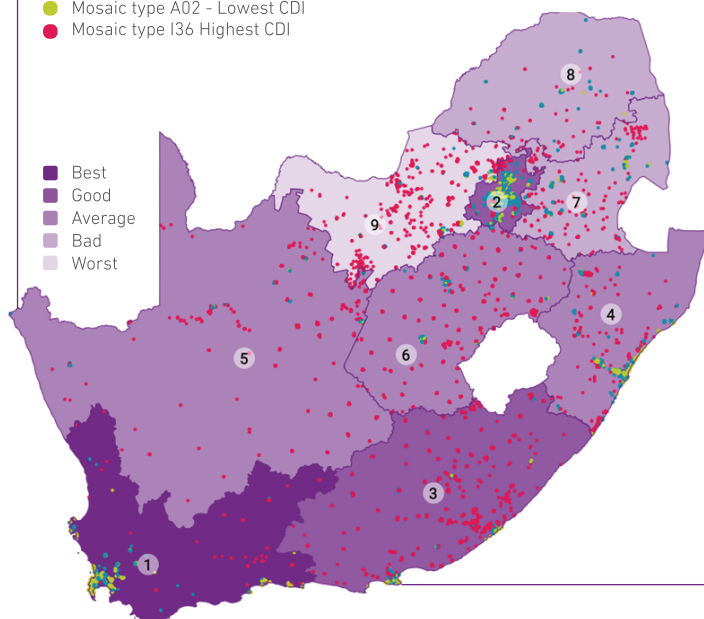 Mosaic type A02 - Lowest CDI
Mosaic type I36 Highest CDI
8
Best
Good
Average
Bad
Worst
2
7
9
4
5
6
3
1